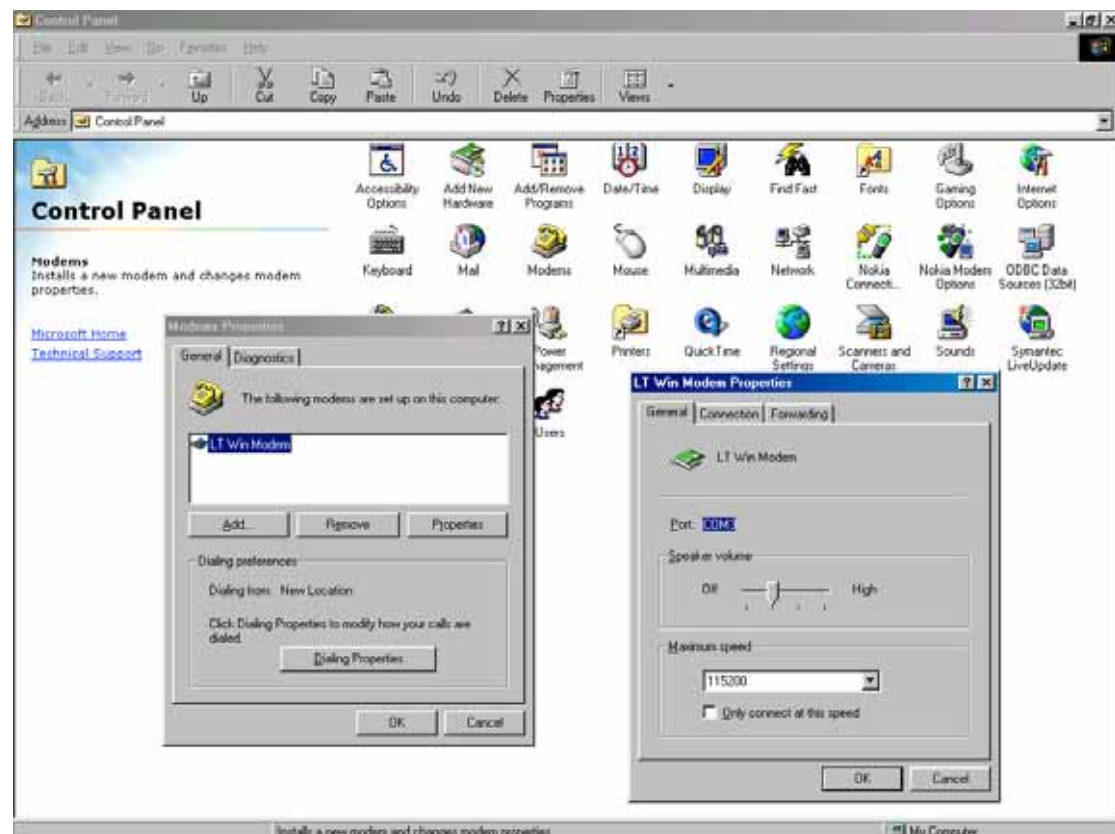 Control Panel
File Edit View Go Favorites Help
Back Forward Up Cut Copy Paste Undo Delete Properties Views
Address Control Panel
Control Panel
Modems
Installs a new modem and changes modem
properties.
Microsoft Home
Technical Support
Accessibility Options
Add New Hardware
Add/Remove Programs
Date/Time
Display
Find Fast
Fonts
Gaming Options
Internet Options
Keyboard
Mail
Modems
Mouse
Multimedia
Network
Nokia Connecti...
Nokia Modem Options
ODBC Data Sources (32bit)
Power
nagement
Printers
QuickTime
Regional Settings
Scanners and Cameras
Sounds
Symantec LiveUpdate
Users
Modems Properties
General Diagnostics
The following modems are set up on this computer:
LT Win Modem
Add... Remove Properties
Dialing preferences
Dialing from: New Location
Click Dialing Properties to modify how your calls are
dialed.
Dialing Properties
OK Cancel
LT Win Modem Properties
General Connection Forwarding
LT Win Modem
Port: COM3
Speaker volume
Off High
Maximum speed
115200
Only connect at this speed
OK Cancel
Installs a new modem and changes modem properties.
My Computer